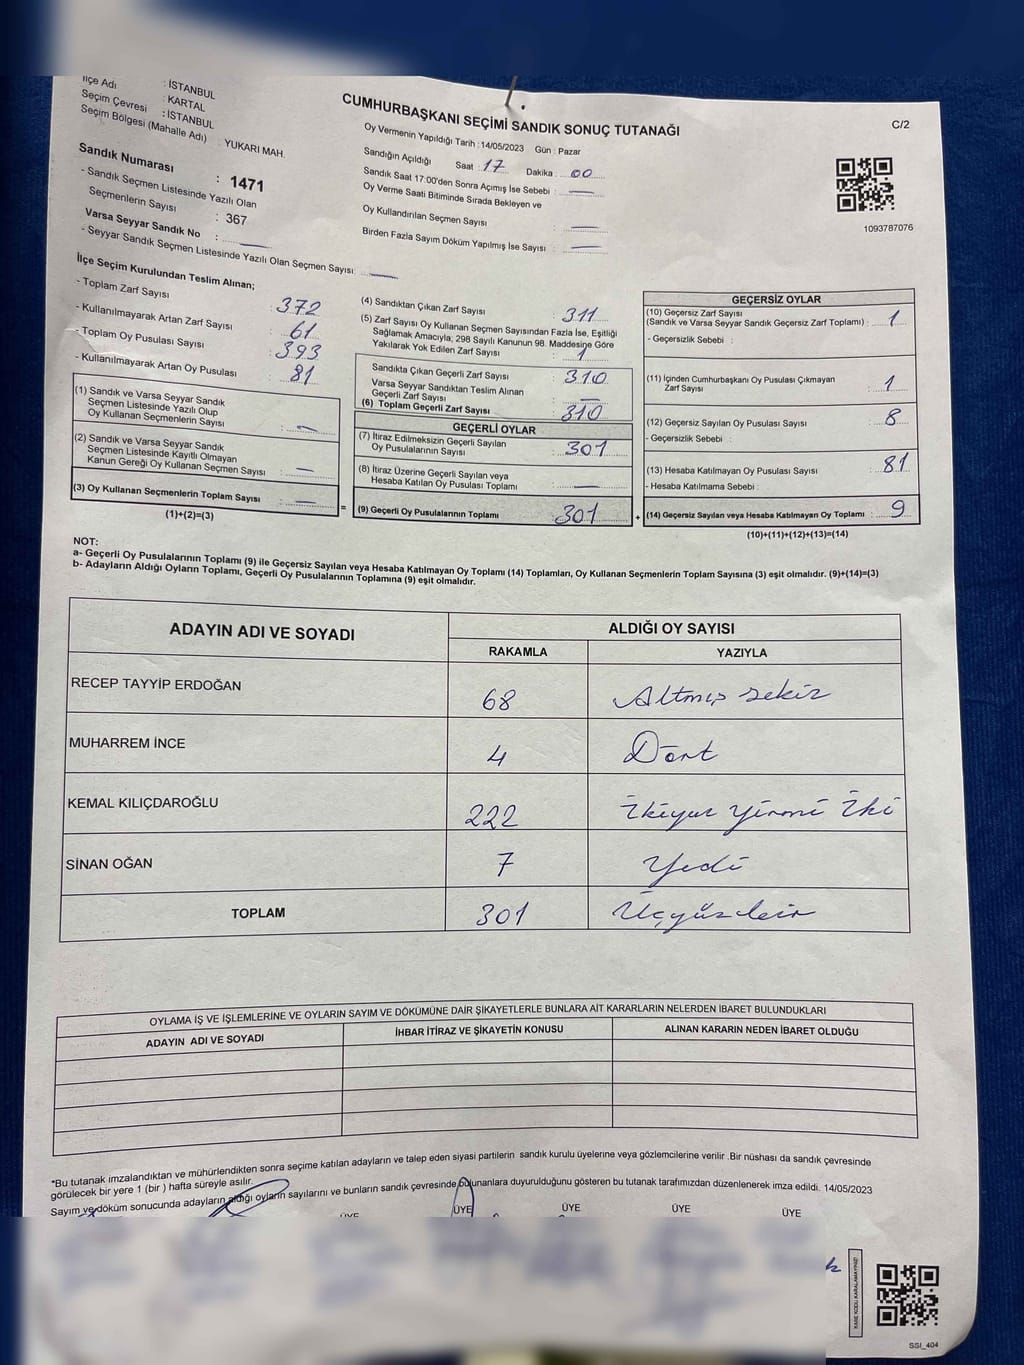 İlçe Adı : İSTANBUL
Seçim Çevresi : KARTAL
Seçim Bölgesi (Mahalle Adı) : İSTANBUL
YUKARI MAH.
Sandık Numarası : 1471
- Sandık Seçmen Listesinde Yazılı Olan
Seçmenlerin Sayısı : 367
Varsa Seyyar Sandık No :
- Seyyar Sandık Seçmen Listesinde Yazılı Olan Seçmen Sayısı:
CUMHURBAŞKANI SEÇİMİ SANDIK SONUÇ TUTANAĞI
Oy Vermenin Yapıldığı Tarih :14/05/2023 Gün : Pazar
Sandığın Açıldığı Saat : 17 Dakika : 00
Sandık Saat 17:00'den Sonra Açımış İse Sebebi : —
Oy Verme Saati Bitiminde Sırada Bekleyen ve
Oy Kullandırılan Seçmen Sayısı : —
Birden Fazla Sayım Döküm Yapılmış İse Sayısı : —
C/2
1093787076
İlçe Seçim Kurulundan Teslim Alınan;
- Toplam Zarf Sayısı : 372
- Kullanılmayarak Artan Zarf Sayısı : 61
- Toplam Oy Pusulası Sayısı : 393
- Kullanılmayarak Artan Oy Pusulası : 81
(1) Sandık ve Varsa Seyyar Sandık
Seçmen Listesinde Yazılı Olup
Oy Kullanan Seçmenlerin Sayısı : —
(2) Sandık ve Varsa Seyyar Sandık
Seçmen Listesinde Kayıtlı Olmayan
Kanun Gereği Oy Kullanan Seçmen Sayısı : —
(3) Oy Kullanan Seçmenlerin Toplam Sayısı : —
(1)+(2)=(3)
=
(4) Sandıktan Çıkan Zarf Sayısı : 311
(5) Zarf Sayısı Oy Kullanan Seçmen Sayısından Fazla İse, Eşitliği
Sağlamak Amacıyla; 298 Sayılı Kanunun 98. Maddesine Göre
Yakılarak Yok Edilen Zarf Sayısı : 1
Sandıkta Çıkan Geçerli Zarf Sayısı : 310
Varsa Seyyar Sandıktan Teslim Alınan
Geçerli Zarf Sayısı : —
(6) Toplam Geçerli Zarf Sayısı : 310
GEÇERLİ OYLAR
(7) İtiraz Edilmeksizin Geçerli Sayılan
Oy Pusulalarının Sayısı : 301
(8) İtiraz Üzerine Geçerli Sayılan veya
Hesaba Katılan Oy Pusulası Toplamı : —
(9) Geçerli Oy Pusulalarının Toplamı : 301
+
GEÇERSİZ OYLAR
(10) Geçersiz Zarf Sayısı
(Sandık ve Varsa Seyyar Sandık Geçersiz Zarf Toplamı) : 1
- Geçersizlik Sebebi :
(11) İçinden Cumhurbaşkanı Oy Pusulası Çıkmayan
Zarf Sayısı : 1
(12) Geçersiz Sayılan Oy Pusulası Sayısı : 8
- Geçersizlik Sebebi :
(13) Hesaba Katılmayan Oy Pusulası Sayısı : 81
- Hesaba Katılmama Sebebi :
(14) Geçersiz Sayılan veya Hesaba Katılmayan Oy Toplamı : 9
(10)+(11)+(12)+(13)=(14)
NOT:
a- Geçerli Oy Pusulalarının Toplamı (9) ile Geçersiz Sayılan veya Hesaba Katılmayan Oy Toplamı (14) Toplamları, Oy Kullanan Seçmenlerin Toplam Sayısına (3) eşit olmalıdır. (9)+(14)=(3)
b- Adayların Aldığı Oyların Toplamı, Geçerli Oy Pusulalarının Toplamına (9) eşit olmalıdır.
ADAYIN ADI VE SOYADI
ALDIĞI OY SAYISI
RAKAMLA YAZIYLA
RECEP TAYYİP ERDOĞAN 68 Altmış sekiz
MUHARREM İNCE 4 Dört
KEMAL KILIÇDAROĞLU 222 İkiyüz yirmi iki
SİNAN OĞAN 7 Yedi
TOPLAM 301 Üçyüzbir
OYLAMA İŞ VE İŞLEMLERİNE VE OYLARIN SAYIM VE DÖKÜMÜNE DAİR ŞİKAYETLERLE BUNLARA AİT KARARLARIN NELERDEN İBARET BULUNDUKLARI
ADAYIN ADI VE SOYADI İHBAR İTİRAZ VE ŞİKAYETİN KONUSU ALINAN KARARIN NEDEN İBARET OLDUĞU
*Bu tutanak imzalandıktan ve mühürlendikten sonra seçime katılan adayların ve talep eden siyasi partilerin sandık kurulu üyelerine veya gözlemcilerine verilir .Bir nüshası da sandık çevresinde
görülecek bir yere 1 (bir ) hafta süreyle asılır.
Sayım ve döküm sonucunda adayların aldığı oyların sayılarını ve bunların sandık çevresinde bulunanlara duyurulduğunu gösteren bu tutanak tarafımızdan düzenlenerek imza edildi. 14/05/2023
ÜYE ÜYE ÜYE ÜYE ÜYE
KARE KODU KARALAMAYINIZ!
SSI_404